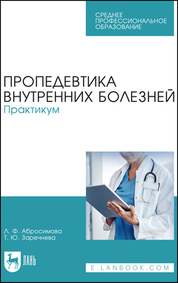 СРЕДНЕЕ
ПРОФЕССИОНАЛЬНОЕ
ОБРАЗОВАНИЕ
ПРОПЕДЕВТИКА
ВНУТРЕННИХ БОЛЕЗНЕЙ
Практикум
Л. Ф. Абросимова
Т. Ю. Заречнева
ЛАНЬ
E.LANBOOK.COM